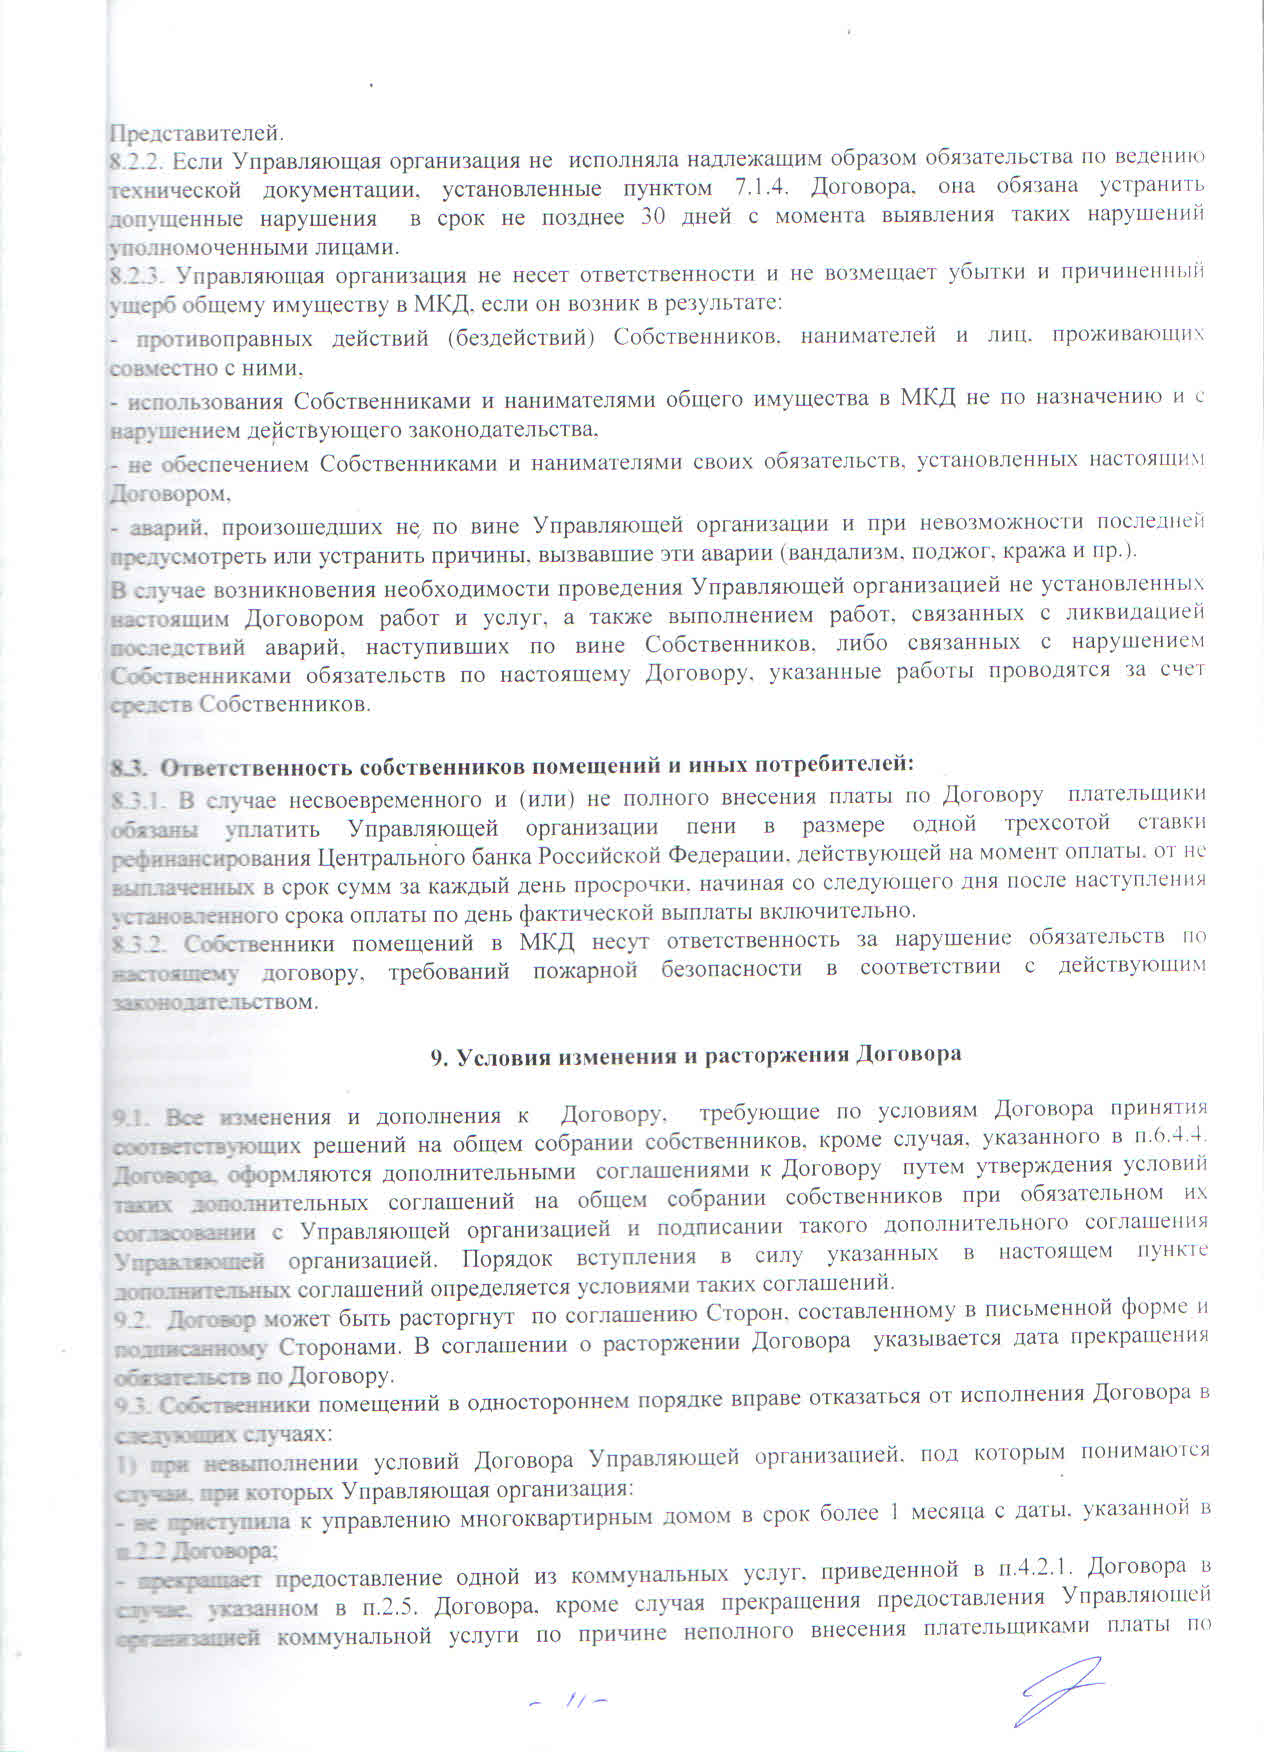 Представителей.
8.2.2. Если Управляющая организация не исполняла надлежащим образом обязательства по ведению
технической документации, установленные пунктом 7.1.4. Договора, она обязана устранить
допущенные нарушения в срок не позднее 30 дней с момента выявления таких нарушений
уполномоченными лицами.
8.2.3. Управляющая организация не несет ответственности и не возмещает убытки и причиненный
ущерб общему имуществу в МКД, если он возник в результате:
- противоправных действий (бездействий) Собственников, нанимателей и лиц, проживающих
совместно с ними,
- использования Собственниками и нанимателями общего имущества в МКД не по назначению и с
нарушением действующего законодательства,
- не обеспечением Собственниками и нанимателями своих обязательств, установленных настоящим
Договором,
- аварий, произошедших не по вине Управляющей организации и при невозможности последней
предусмотреть или устранить причины, вызвавшие эти аварии (вандализм, поджог, кража и пр.).
В случае возникновения необходимости проведения Управляющей организацией не установленных
настоящим Договором работ и услуг, а также выполнением работ, связанных с ликвидацией
последствий аварий, наступивших по вине Собственников, либо связанных с нарушением
Собственниками обязательств по настоящему Договору, указанные работы проводятся за счет
средств Собственников.
8.3. Ответственность собственников помещений и иных потребителей:
8.3.1. В случае несвоевременного и (или) не полного внесения платы по Договору плательщики
обязаны уплатить Управляющей организации пени в размере одной трехсотой ставки
рефинансирования Центрального банка Российской Федерации, действующей на момент оплаты, от не
выплаченных в срок сумм за каждый день просрочки, начиная со следующего дня после наступления
установленного срока оплаты по день фактической выплаты включительно.
8.3.2. Собственники помещений в МКД несут ответственность за нарушение обязательств по
настоящему договору, требований пожарной безопасности в соответствии с действующим
законодательством.
9. Условия изменения и расторжения Договора
9.1. Все изменения и дополнения к Договору, требующие по условиям Договора принятия
соответствующих решений на общем собрании собственников, кроме случая, указанного в п.6.4.4.
Договора, оформляются дополнительными соглашениями к Договору путем утверждения условий
таких дополнительных соглашений на общем собрании собственников при обязательном их
согласовании с Управляющей организацией и подписании такого дополнительного соглашения
Управляющей организацией. Порядок вступления в силу указанных в настоящем пункте
дополнительных соглашений определяется условиями таких соглашений.
9.2. Договор может быть расторгнут по соглашению Сторон, составленному в письменной форме и
подписанному Сторонами. В соглашении о расторжении Договора указывается дата прекращения
обязательств по Договору.
9.3. Собственники помещений в одностороннем порядке вправе отказаться от исполнения Договора в
следующих случаях:
1) при невыполнении условий Договора Управляющей организацией, под которым понимаются
случаи, при которых Управляющая организация:
- не приступила к управлению многоквартирным домом в срок более 1 месяца с даты, указанной в
п.2.2 Договора;
- прекращает предоставление одной из коммунальных услуг, приведенной в п.4.2.1. Договора в
случае, указанном в п.2.5. Договора, кроме случая прекращения предоставления Управляющей
организацией коммунальной услуги по причине неполного внесения плательщиками платы по
- 11 -